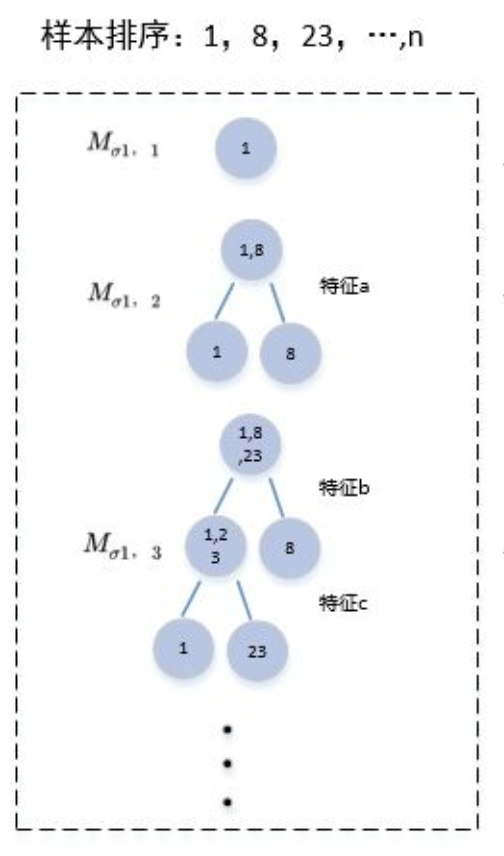 样本排序：1，8，23，…,n
Mσ1，1
1
1,8
特征a
Mσ1，2
1
8
1,8
,23
特征b
Mσ1，3
1,2
3
8
特征c
1
23